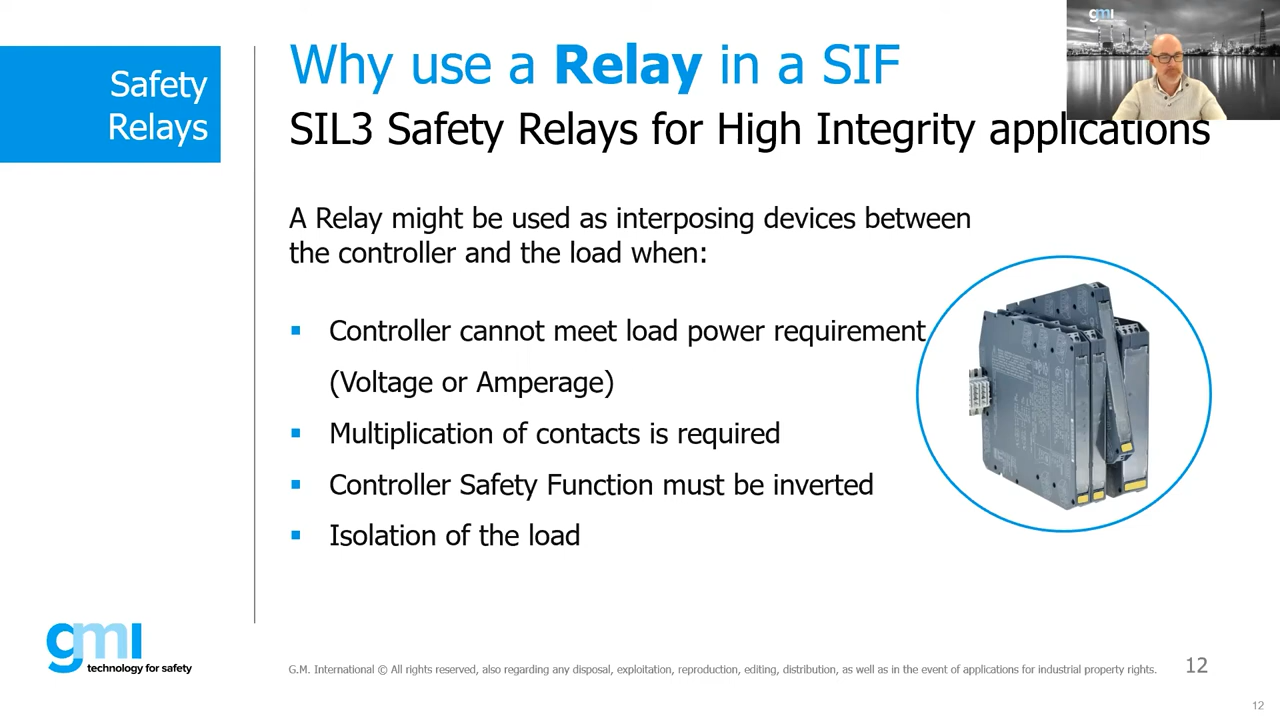 Safety
Relays
Why use a Relay in a SIF
SIL3 Safety Relays for High Integrity applications
gmi
A Relay might be used as interposing devices between
the controller and the load when:
▪ Controller cannot meet load power requirement
(Voltage or Amperage)
▪ Multiplication of contacts is required
▪ Controller Safety Function must be inverted
▪ Isolation of the load
gmi
technology for safety
G.M. International © All rights reserved, also regarding any disposal, exploitation, reproduction, editing, distribution, as well as in the event of applications for industrial property rights.
12
12